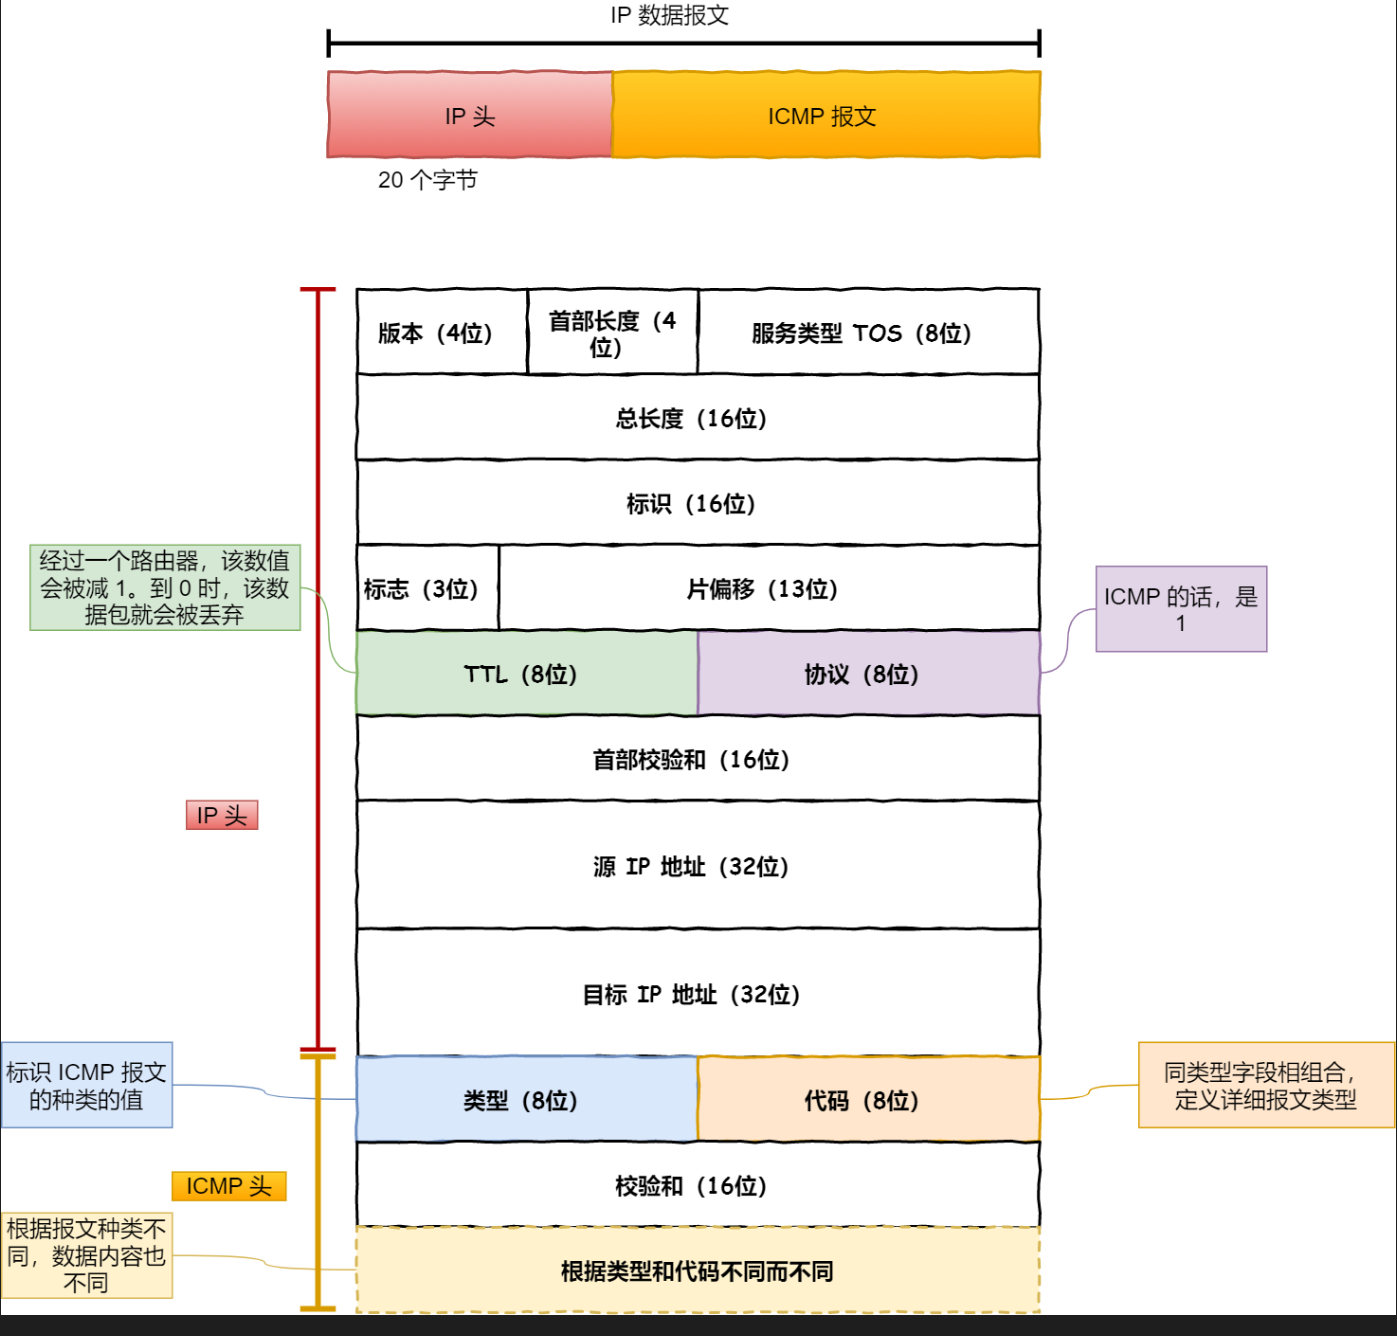 IP 数据报文
IP 头
ICMP 报文
20 个字节
版本（4位）
首部长度（4
位）
服务类型 TOS（8位）
总长度（16位）
标识（16位）
经过一个路由器，该数值
会被减 1。到 0 时，该数
据包就会被丢弃
标志（3位）
片偏移（13位）
ICMP 的话，是
1
TTL（8位）
协议（8位）
首部校验和（16位）
IP 头
源 IP 地址（32位）
目标 IP 地址（32位）
标识 ICMP 报文
的种类的值
类型（8位）
代码（8位）
同类型字段相组合，
定义详细报文类型
校验和（16位）
ICMP 头
根据报文种类不
同，数据内容也
不同
根据类型和代码不同而不同